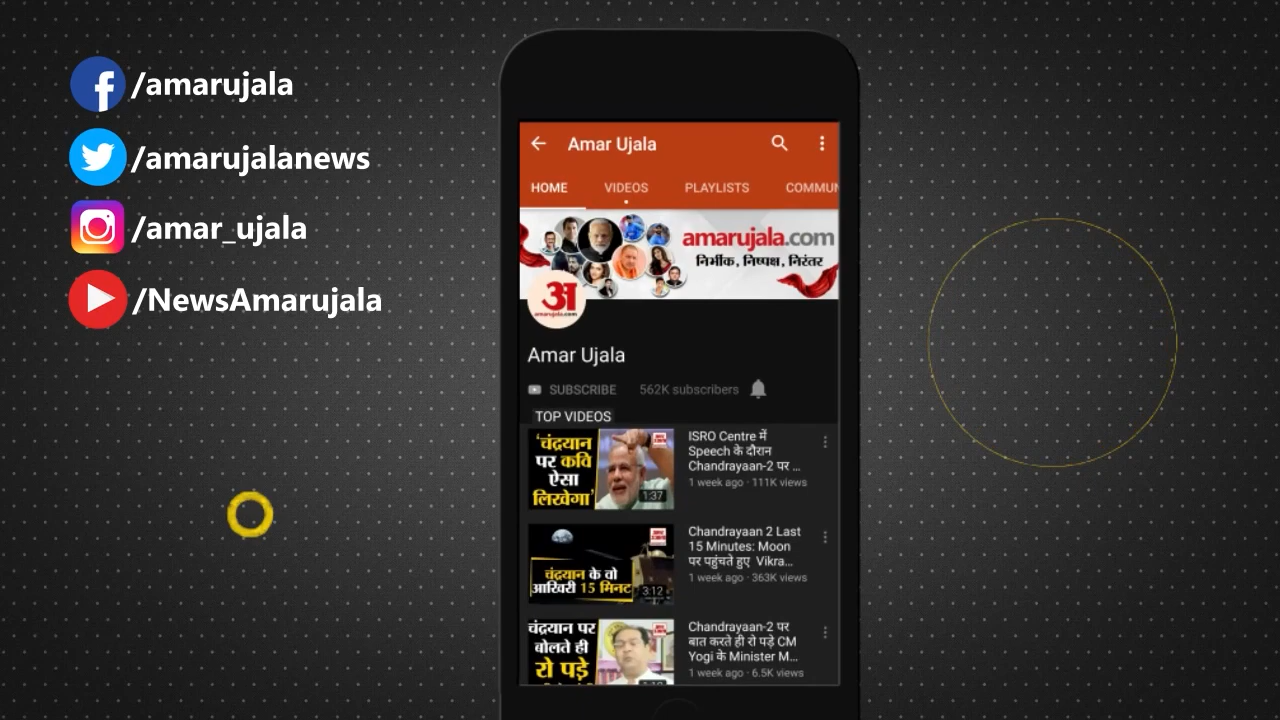 /amarujala
/amarujalanews
/amar_ujala
/NewsAmarujala
Amar Ujala
HOME VIDEOS PLAYLISTS COMMUN
amarujala.com
निर्भीक, निष्पक्ष, निरंतर
अ
amarujala.com
Amar Ujala
SUBSCRIBE 562K subscribers
TOP VIDEOS
'चंद्रयान
पर कवि
ऐसा
लिखेगा'
1:37
ISRO Centre में
Speech के दौरान
Chandrayaan-2 पर ...
1 week ago · 111K views
चंद्रयान के वो
आखिरी 15 मिनट
3:12
Chandrayaan 2 Last
15 Minutes: Moon
पर पहुंचते हुए Vikra...
1 week ago · 363K views
चंद्रयान पर
बोलते ही
रो पड़े
Chandrayaan-2 पर
बात करते ही रो पड़े CM
Yogi के Minister M...
1 week ago · 6.5K views